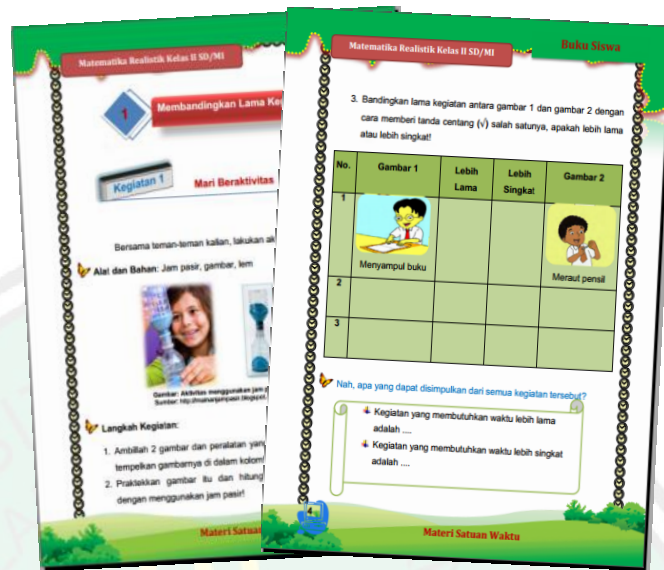 Matematika Realistik Kelas II SD/MI
1
Membandingkan Lama
Kegiatan 1
Mari Beraktivitas
Bersama teman-teman kalian, lakukan
Alat dan Bahan: Jam pasir, gambar, lem
Gambar: Aktivitas menggunakan jam
Langkah Kegiatan:
1. Ambillah 2 gambar dan peralatan
tempelkan gambarnya di dalam kolom
2. Praktekkan gambar itu dan hitung
dengan menggunakan jam pasir!
Materi Satuan
Matematika Realistik Kelas II SD/MI
Buku Siswa
3. Bandingkan lama kegiatan antara gambar 1 dan gambar 2 dengan
cara memberi tanda centang (√) salah satunya, apakah lebih lama
atau lebih singkat!
No. Gambar 1 Lebih Lama Lebih Singkat Gambar 2
1
Menyampul buku Meraut pensil
2
3
Nah, apa yang dapat disimpulkan dari semua kegiatan tersebut?
Kegiatan yang membutuhkan waktu lebih lama
adalah ....
Kegiatan yang membutuhkan waktu lebih singkat
adalah ....
4
Materi Satuan Waktu